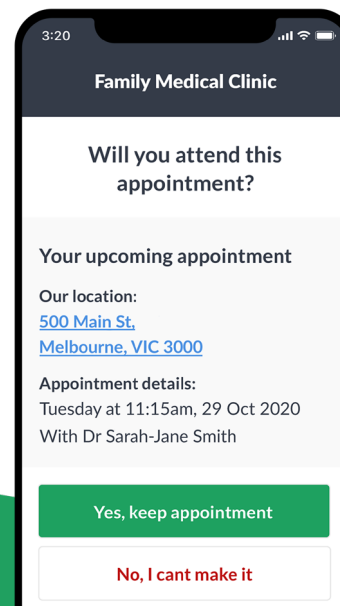 3:20
Family Medical Clinic
Will you attend this
appointment?
Your upcoming appointment
Our location:
500 Main St,
Melbourne, VIC 3000
Appointment details:
Tuesday at 11:15am, 29 Oct 2020
With Dr Sarah-Jane Smith
Yes, keep appointment
No, I cant make it